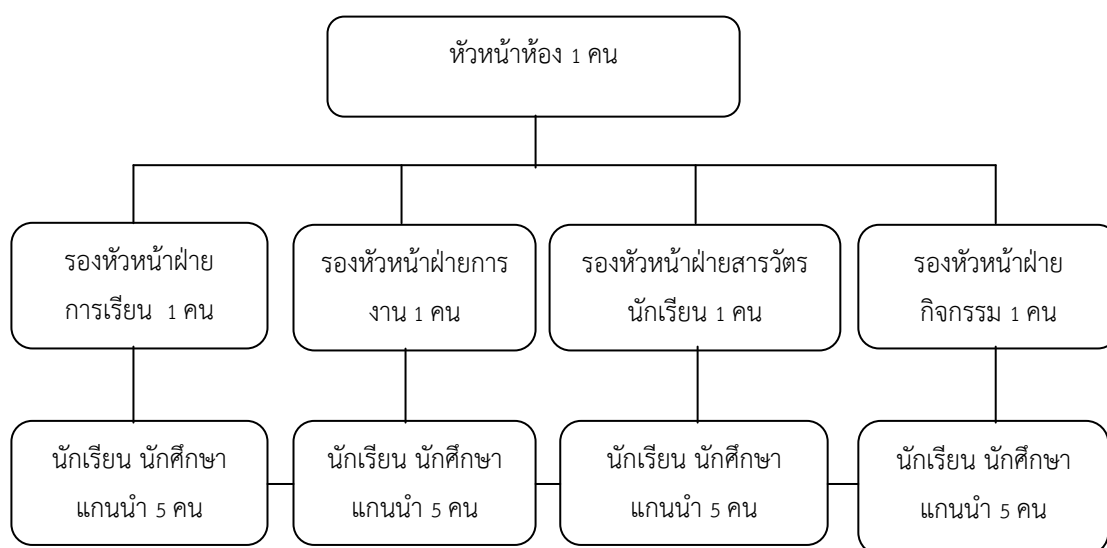 หัวหน้าห้อง 1 คน
รองหัวหน้าฝ่าย
การเรียน 1 คน
รองหัวหน้าฝ่ายการ
งาน 1 คน
รองหัวหน้าฝ่ายสารวัตร
นักเรียน 1 คน
รองหัวหน้าฝ่าย
กิจกรรม 1 คน
นักเรียน นักศึกษา
แกนนำ 5 คน
นักเรียน นักศึกษา
แกนนำ 5 คน
นักเรียน นักศึกษา
แกนนำ 5 คน
นักเรียน นักศึกษา
แกนนำ 5 คน